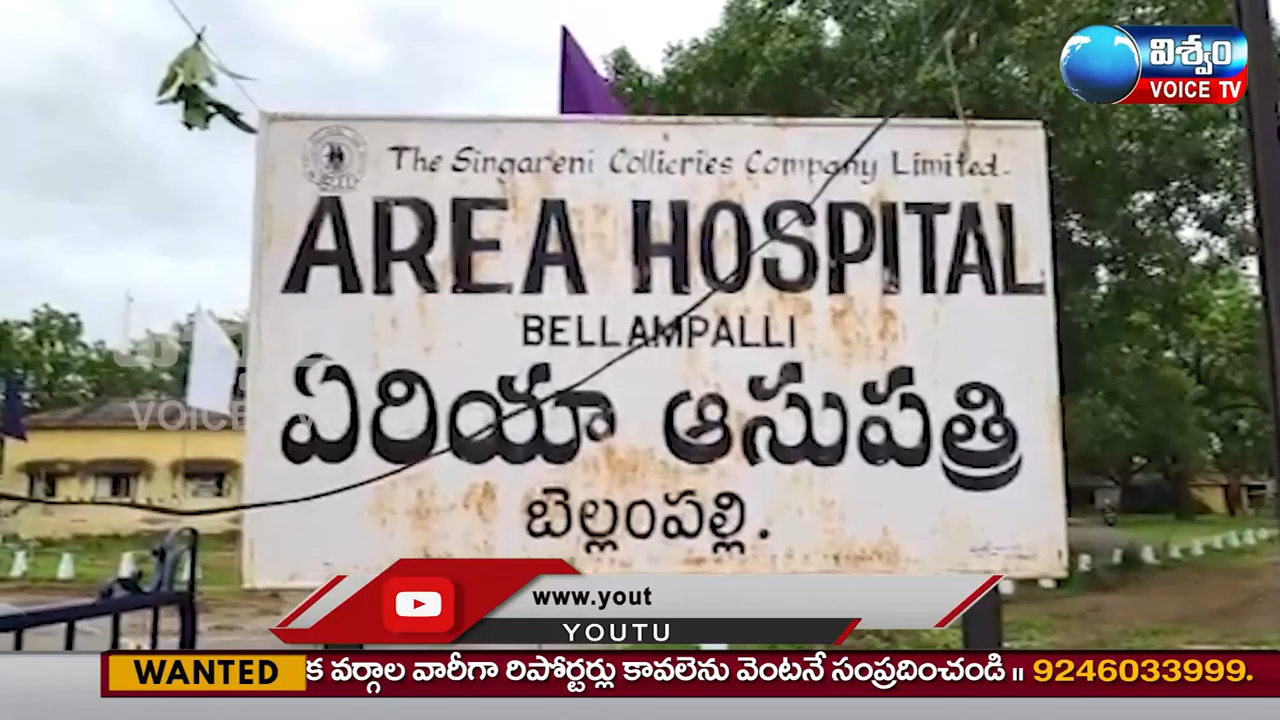 విశ్వం
VOICE TV
The Singareni Collicries Company Limited.
AREA HOSPITAL
BELLAMPALLI
ఏరియా ఆసుపత్రి
బెల్లంపల్లి.
www.yout
YOUTU
WANTED క వర్గాల వారీగా రిపోర్టర్లు కావలెను వెంటనే సంప్రదించండి ॥ 9246033999.